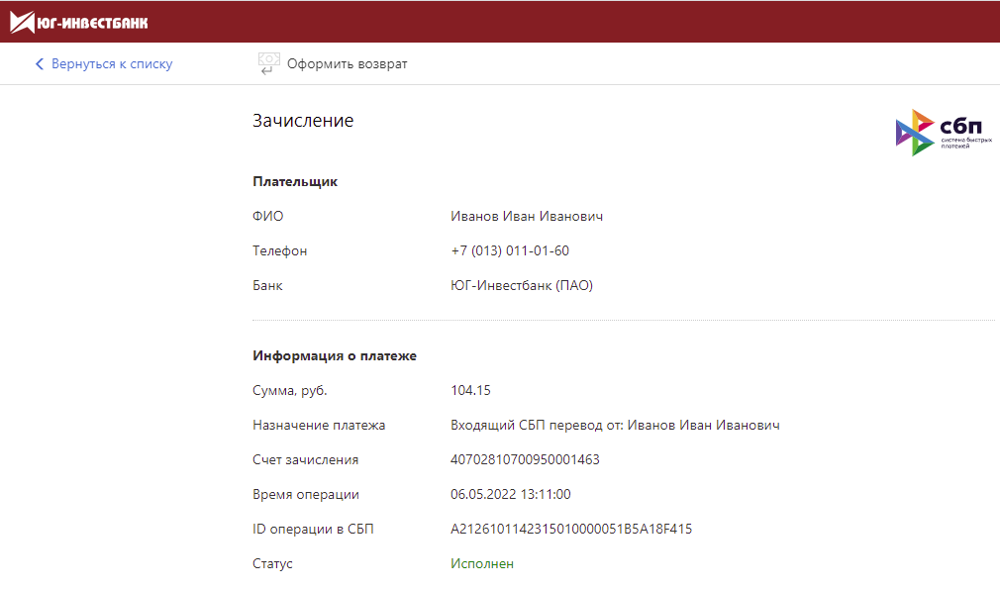 ЮГ-ИНВЕСТБАНК
Вернуться к списку
Оформить возврат
Зачисление
сбп
система быстрых
платежей
Плательщик
ФИО Иванов Иван Иванович
Телефон +7 (013) 011-01-60
Банк ЮГ-Инвестбанк (ПАО)
Информация о платеже
Сумма, руб. 104.15
Назначение платежа Входящий СБП перевод от: Иванов Иван Иванович
Счет зачисления 40702810700950001463
Время операции 06.05.2022 13:11:00
ID операции в СБП A2126101142315010000051B5A18F415
Статус Исполнен